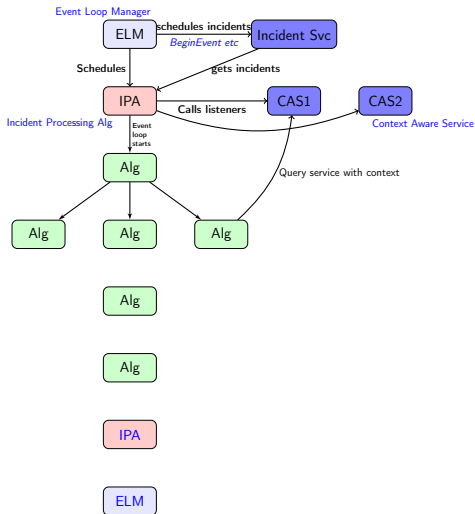 Event Loop Manager
ELM
schedules incidents
BeginEvent etc
Incident Svc
Schedules
gets incidents
IPA
Calls listeners
CAS1
CAS2
Incident Processing Alg
Event
loop
starts
Context Aware Service
Alg
Query service with context
Alg
Alg
Alg
Alg
Alg
IPA
ELM